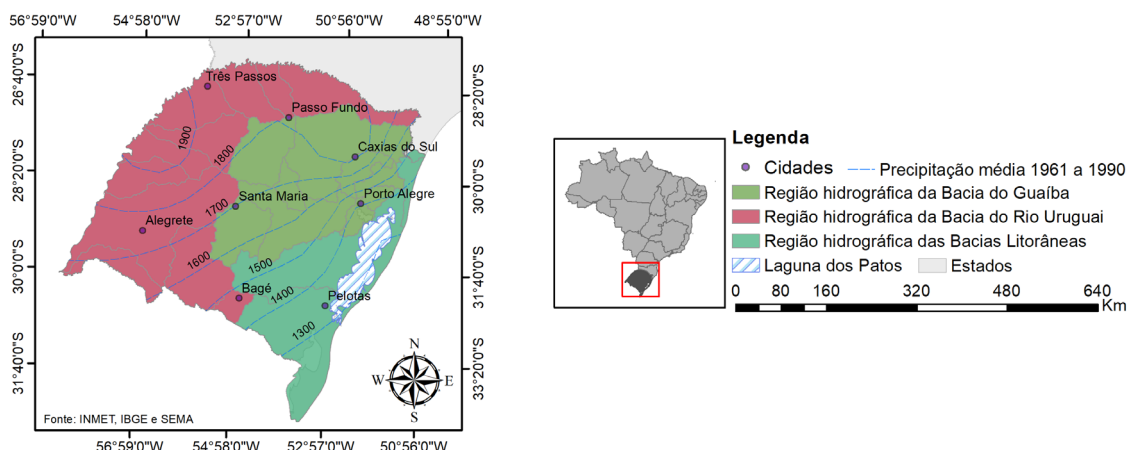 56°59'0"W 54°58'0"W 52°57'0"W 50°56'0"W 48°55'0"W
26°40'0"S
28°20'0"S
30°00'0"S
31°40'0"S
28°20'0"S
30°00'0"S
31°40'0"S
33°20'0"S
Três Passos
Passo Fundo
1900
1800
Caxias do Sul
Santa Maria
Porto Alegre
1700
Alegrete
1600
1500
Bagé
1400
Pelotas
1300
N
W E
S
Fonte: INMET, IBGE e SEMA
56°59'0"W 54°58'0"W 52°57'0"W 50°56'0"W
Legenda
Cidades
Precipitação média 1961 a 1990
Região hidrográfica da Bacia do Guaíba
Região hidrográfica da Bacia do Rio Uruguai
Região hidrográfica das Bacias Litorâneas
Laguna dos Patos
Estados
0 80 160 320 480 640
Km